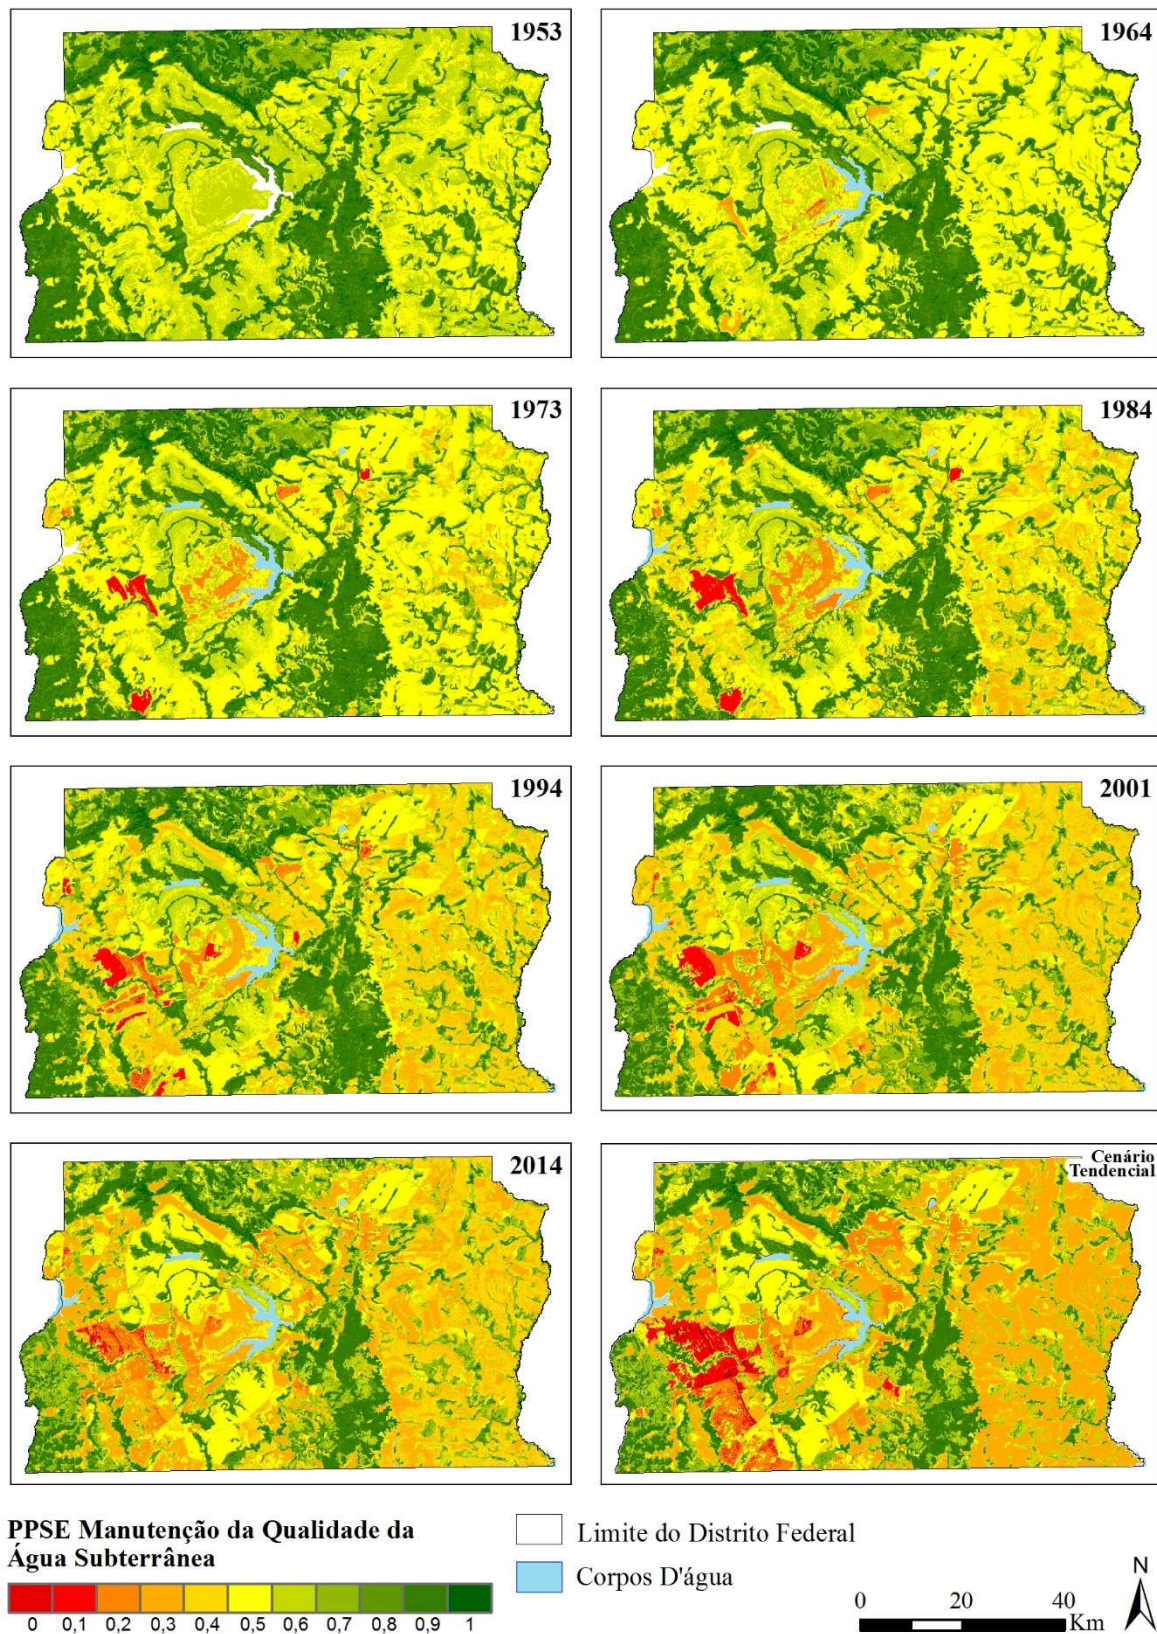 1953
1964
1973
1984
1994
2001
2014
Cenário
Tendencial
PPSE Manutenção da Qualidade da
Água Subterrânea
0 0,1 0,2 0,3 0,4 0,5 0,6 0,7 0,8 0,9 1
Limite do Distrito Federal
Corpos D'água
0 20 40
Km
N